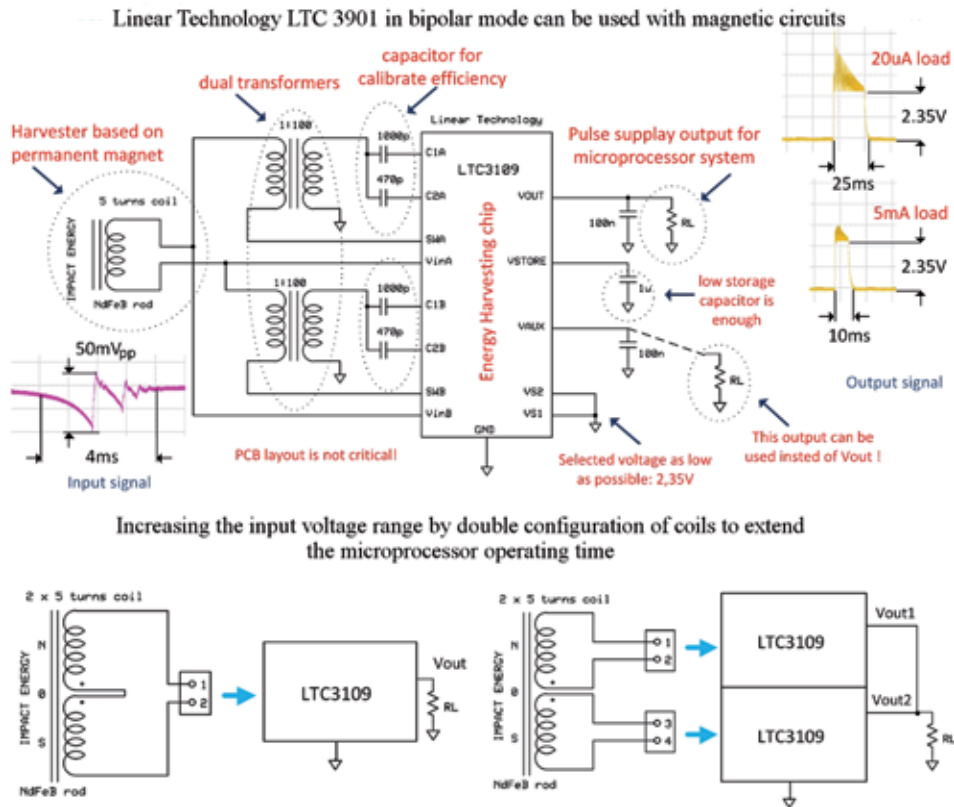 Linear Technology LTC 3901 in bipolar mode can be used with magnetic circuits
capacitor for
calibrate efficiency
dual transformers
Harvester based on
permanent magnet
5 turns coil
IMPACT ENERGY
NdFeB rod
1:100
1000p
470p
Linear Technology
LTC3109
Energy Harvesting chip
C1A
C2A
SWA
VinA
1:100
1000p
470p
C1B
C2B
SWB
VinB
GND
VOUT
VSTORE
VAUX
VS2
VS1
100n
RL
1u
100n
RL
Pulse supplay output for
microprocessor system
low storage
capacitor is
enough
20uA load
2.35V
25ms
5mA load
2.35V
10ms
Output signal
50mVpp
4ms
Input signal
PCB layout is not critical!
Selected voltage as low
as possible: 2,35V
This output can be
used insted of Vout !
Increasing the input voltage range by double configuration of coils to extend
the microprocessor operating time
2 x 5 turns coil
IMPACT ENERGY
N
0
S
NdFeB rod
1
2
LTC3109
Vout
RL
2 x 5 turns coil
IMPACT ENERGY
N
0
S
NdFeB rod
1
2
3
4
LTC3109
LTC3109
Vout1
Vout2
RL